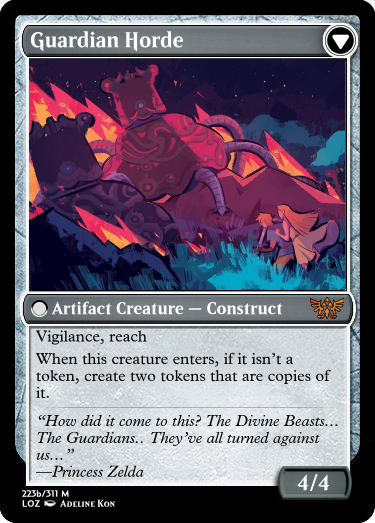 Guardian Horde
Artifact Creature — Construct
Vigilance, reach
When this creature enters, if it isn't a
token, create two tokens that are copies of
it.
“How did it come to this? The Divine Beasts...
The Guardians.. They've all turned against
us...”
—Princess Zelda
4/4
223b/311 M
LOZ Adeline Kon